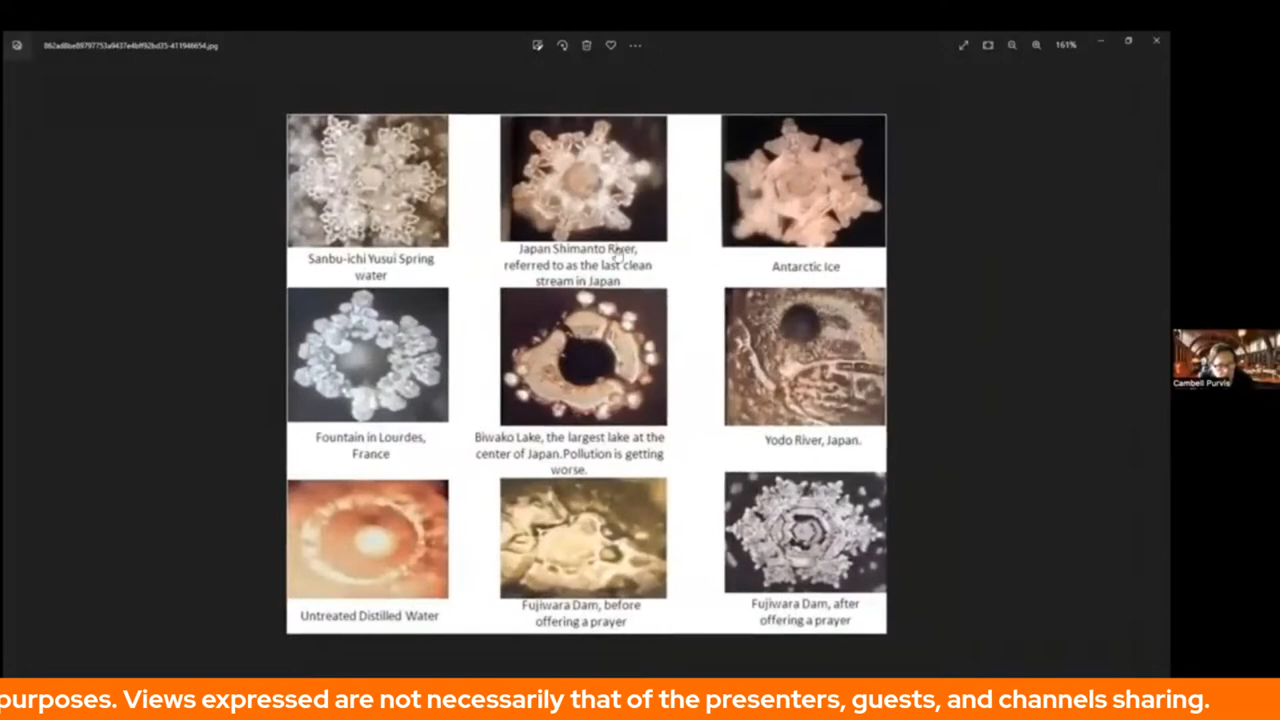 161%
Sanbu-ichi Yusui Spring
water
Japan Shimanto River,
referred to as the last clean
stream in Japan
Antarctic Ice
Fountain in Lourdes,
France
Biwako Lake, the largest lake at the
center of Japan.Pollution is getting
worse.
Yodo River, Japan.
Cambell Purvis
Untreated Distilled Water
Fujiwara Dam, before
offering a prayer
Fujiwara Dam, after
offering a prayer
purposes. Views expressed are not necessarily that of the presenters, guests, and channels sharing.